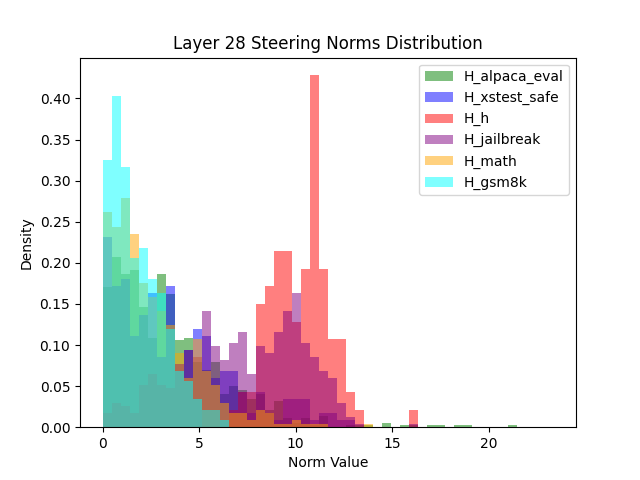 Layer 28 Steering Norms Distribution
H_alpaca_eval
H_xstest_safe
H_h
H_jailbreak
H_math
H_gsm8k
Density
0.40
0.35
0.30
0.25
0.20
0.15
0.10
0.05
0.00
0 5 10 15 20
Norm Value